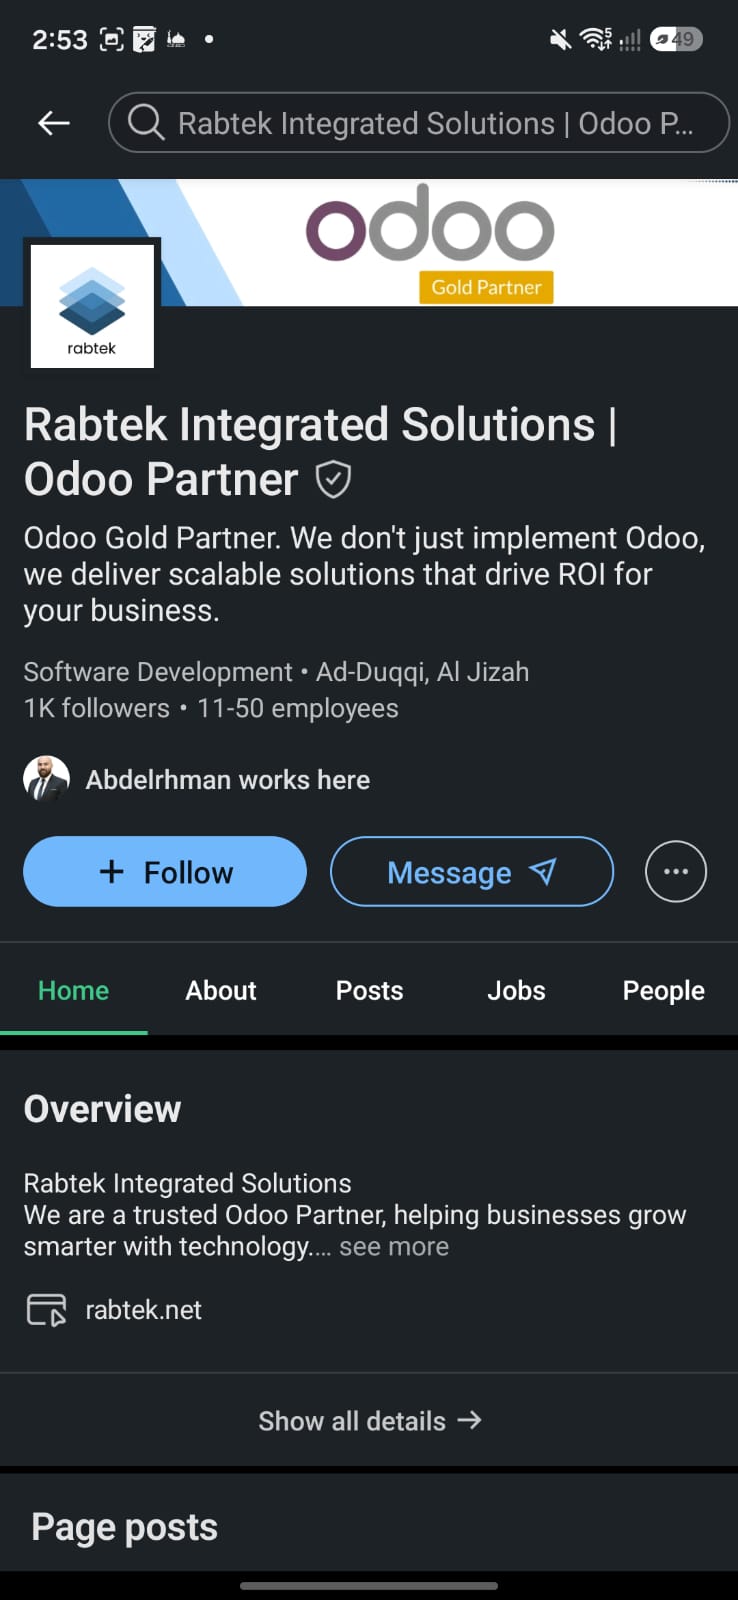 2:53
49
Rabtek Integrated Solutions | Odoo P...
odoo
Gold Partner
rabtek
Rabtek Integrated Solutions |
Odoo Partner
Odoo Gold Partner. We don't just implement Odoo,
we deliver scalable solutions that drive ROI for
your business.
Software Development • Ad-Duqqi, Al Jizah
1K followers • 11-50 employees
Abdelrhman works here
+ Follow
Message
Home About Posts Jobs People
Overview
Rabtek Integrated Solutions
We are a trusted Odoo Partner, helping businesses grow
smarter with technology.... see more
rabtek.net
Show all details →
Page posts